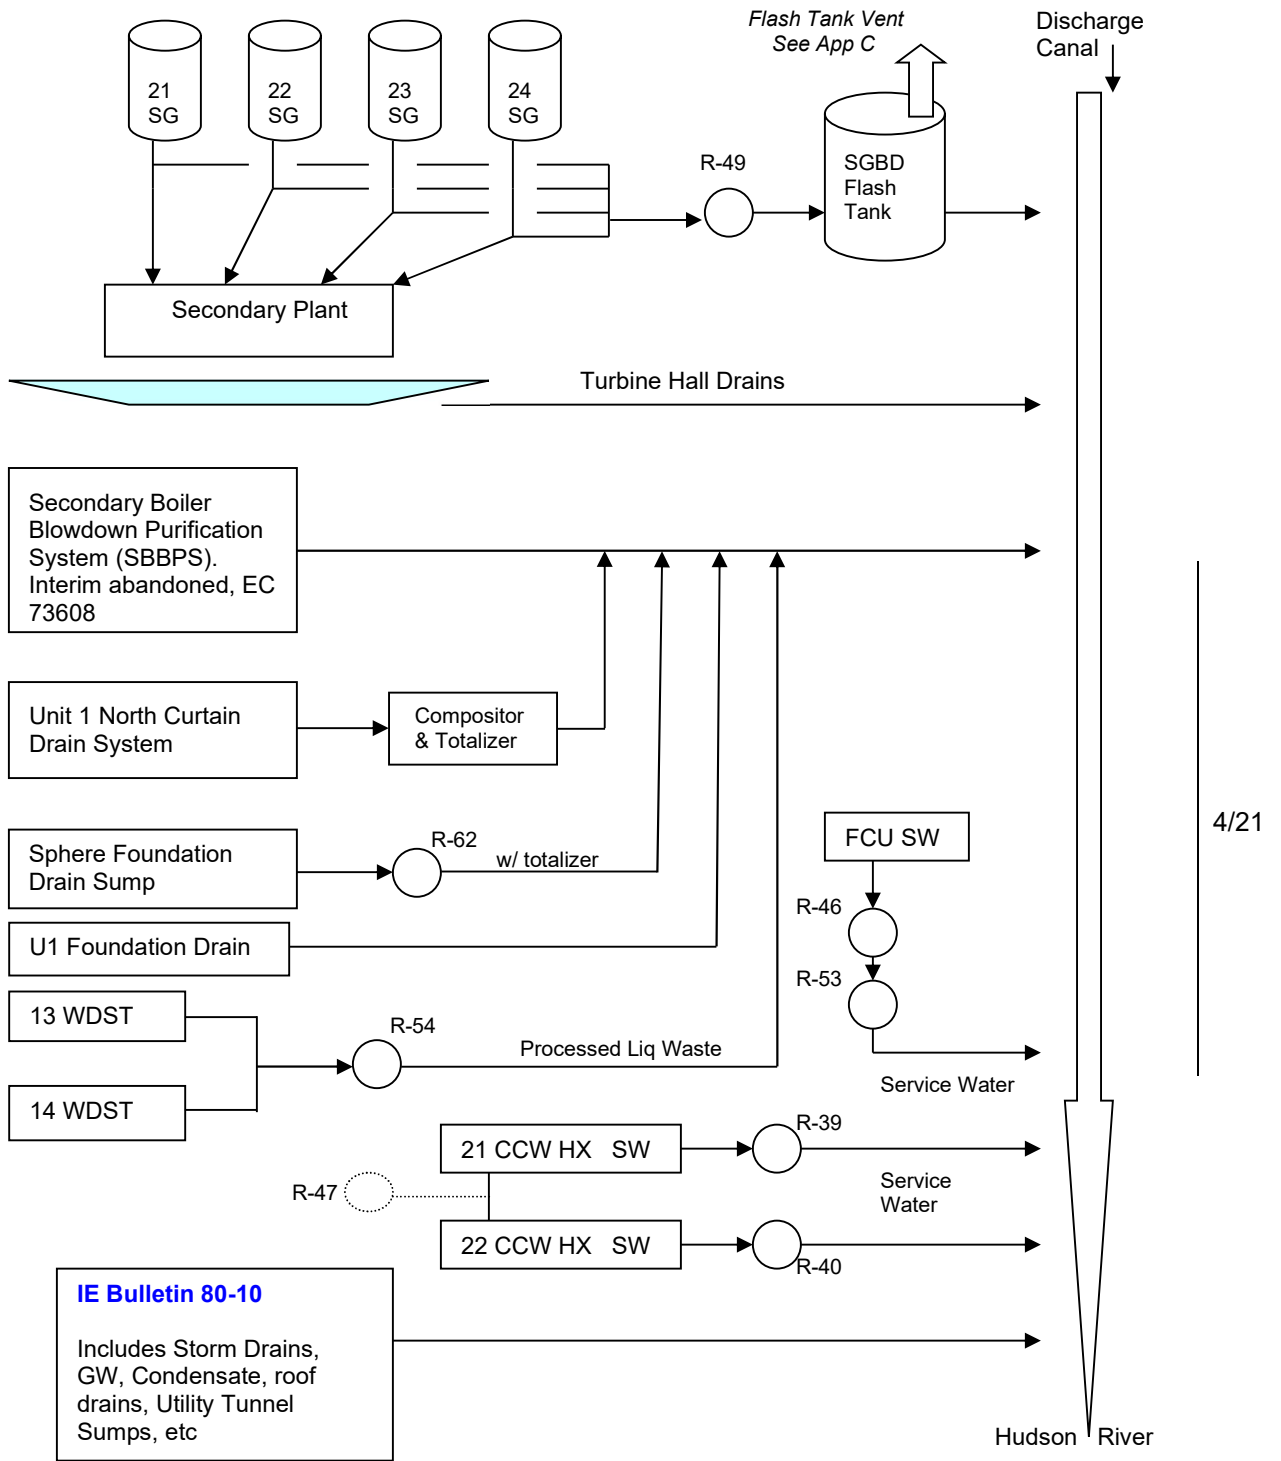 Flash Tank Vent
See App C
Discharge
Canal
21
SG
22
SG
23
SG
24
SG
R-49
SGBD
Flash
Tank
Secondary Plant
Turbine Hall Drains
Secondary Boiler
Blowdown Purification
System (SBBPS).
Interim abandoned, EC
73608
Unit 1 North Curtain
Drain System
Compositor
& Totalizer
4/21
Sphere Foundation
Drain Sump
R-62
w/ totalizer
FCU SW
R-46
R-53
U1 Foundation Drain
13 WDST
14 WDST
R-54
Processed Liq Waste
Service Water
21 CCW HX SW
R-39
R-47
Service
Water
22 CCW HX SW
R-40
IE Bulletin 80-10
Includes Storm Drains,
GW, Condensate, roof
drains, Utility Tunnel
Sumps, etc
Hudson River